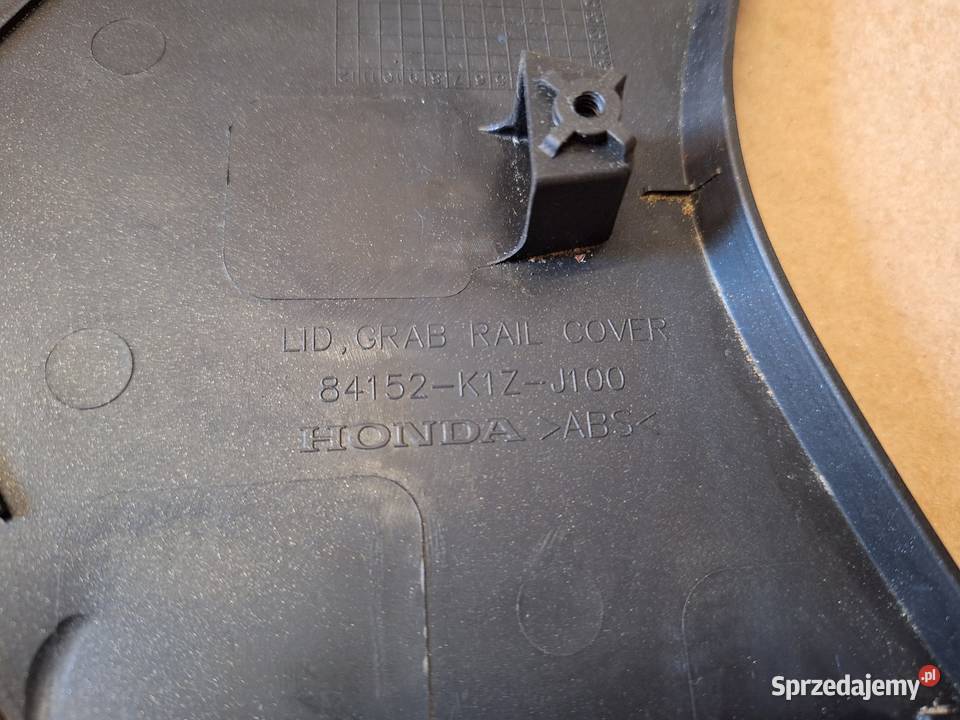 LID, GRAB RAIL COVER
84152-K1Z-J100
HONDA >ABS<
Sprzedajemy.pl